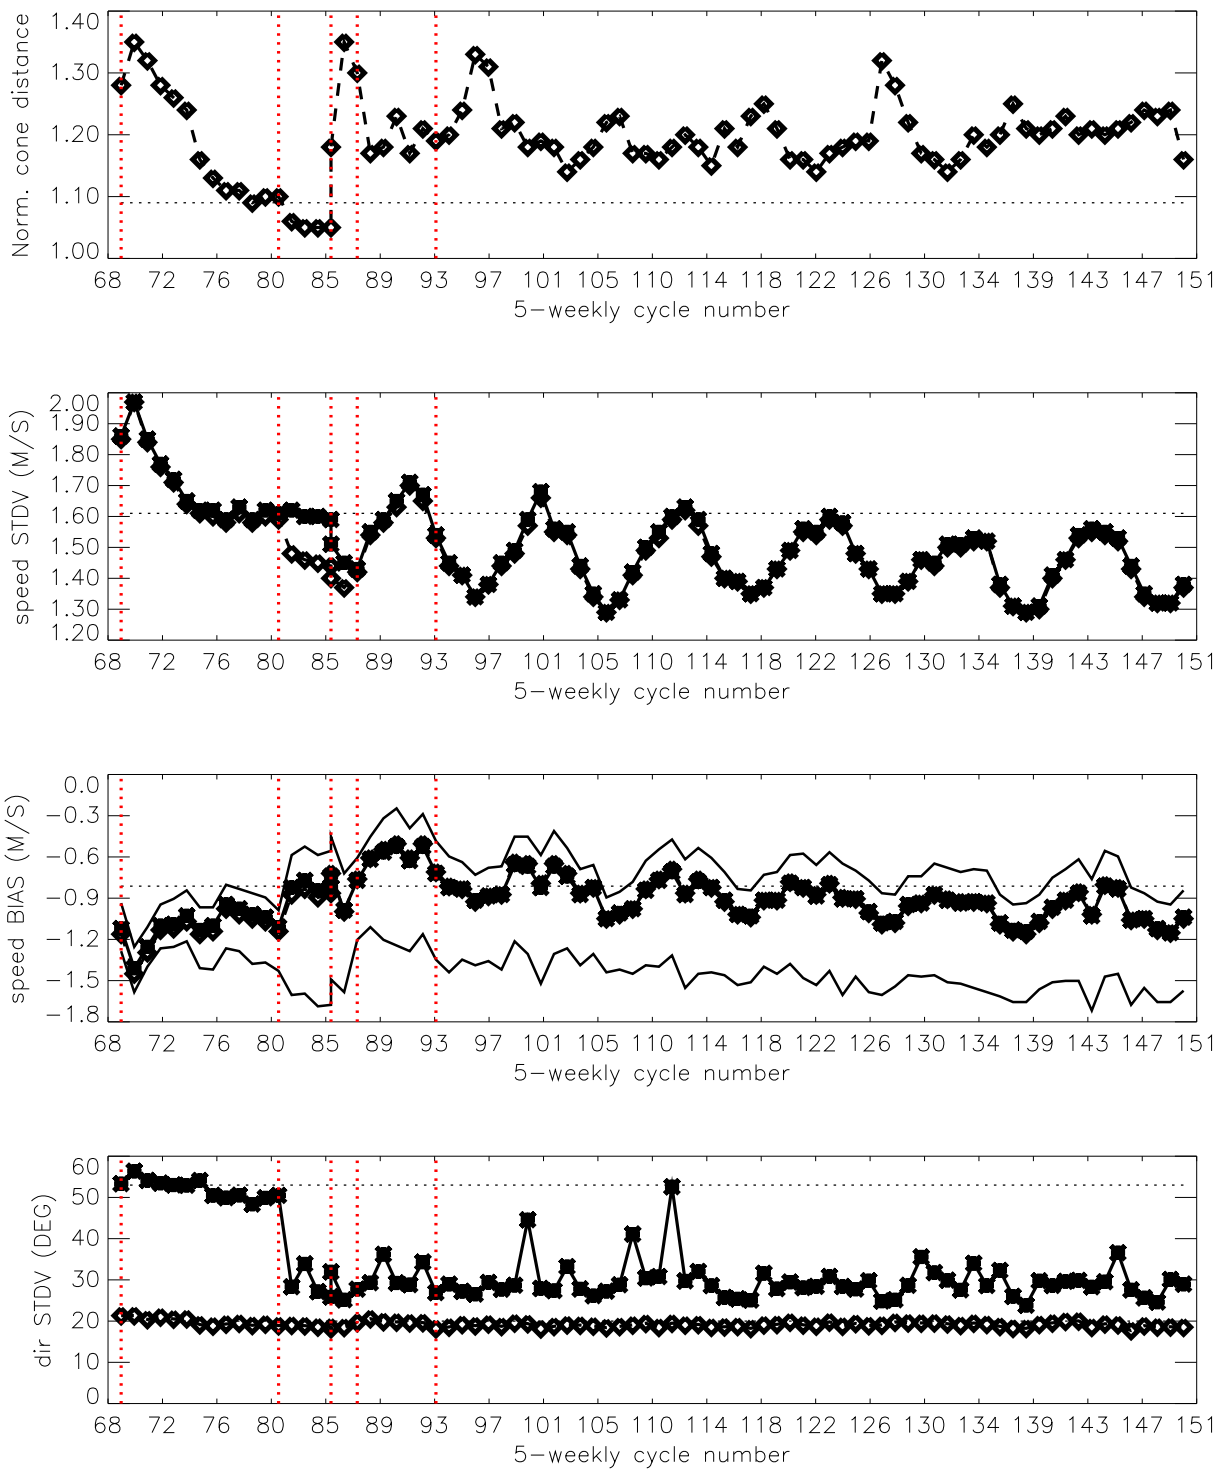 Norm. cone distance
1.40
1.30
1.20
1.10
1.00
68 72 76 80 85 89 93 97 101 105 110 114 118 122 126 130 134 139 143 147 151
5-weekly cycle number
speed STDV (M/S)
2.00
1.90
1.80
1.70
1.60
1.50
1.40
1.30
1.20
68 72 76 80 85 89 93 97 101 105 110 114 118 122 126 130 134 139 143 147 151
5-weekly cycle number
speed BIAS (M/S)
0.0
-0.3
-0.6
-0.9
-1.2
-1.5
-1.8
68 72 76 80 85 89 93 97 101 105 110 114 118 122 126 130 134 139 143 147 151
5-weekly cycle number
dir STDV (DEG)
60
50
40
30
20
10
0
68 72 76 80 85 89 93 97 101 105 110 114 118 122 126 130 134 139 143 147 151
5-weekly cycle number